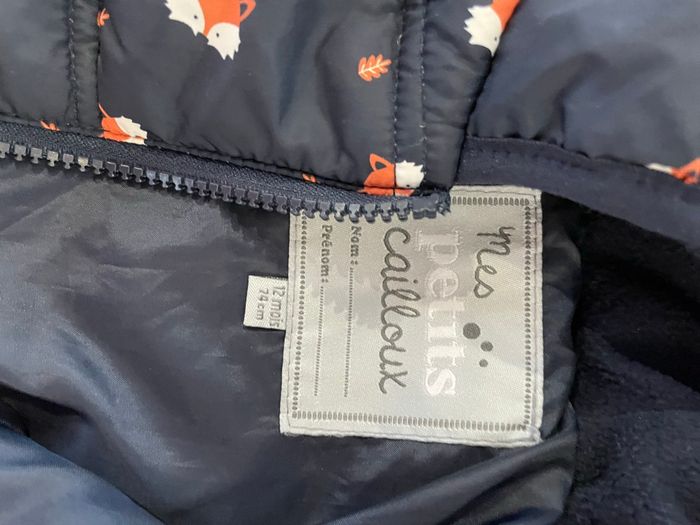 Mes
petits
cailloux
Nom :
Prénom :
12 mois
74 cm